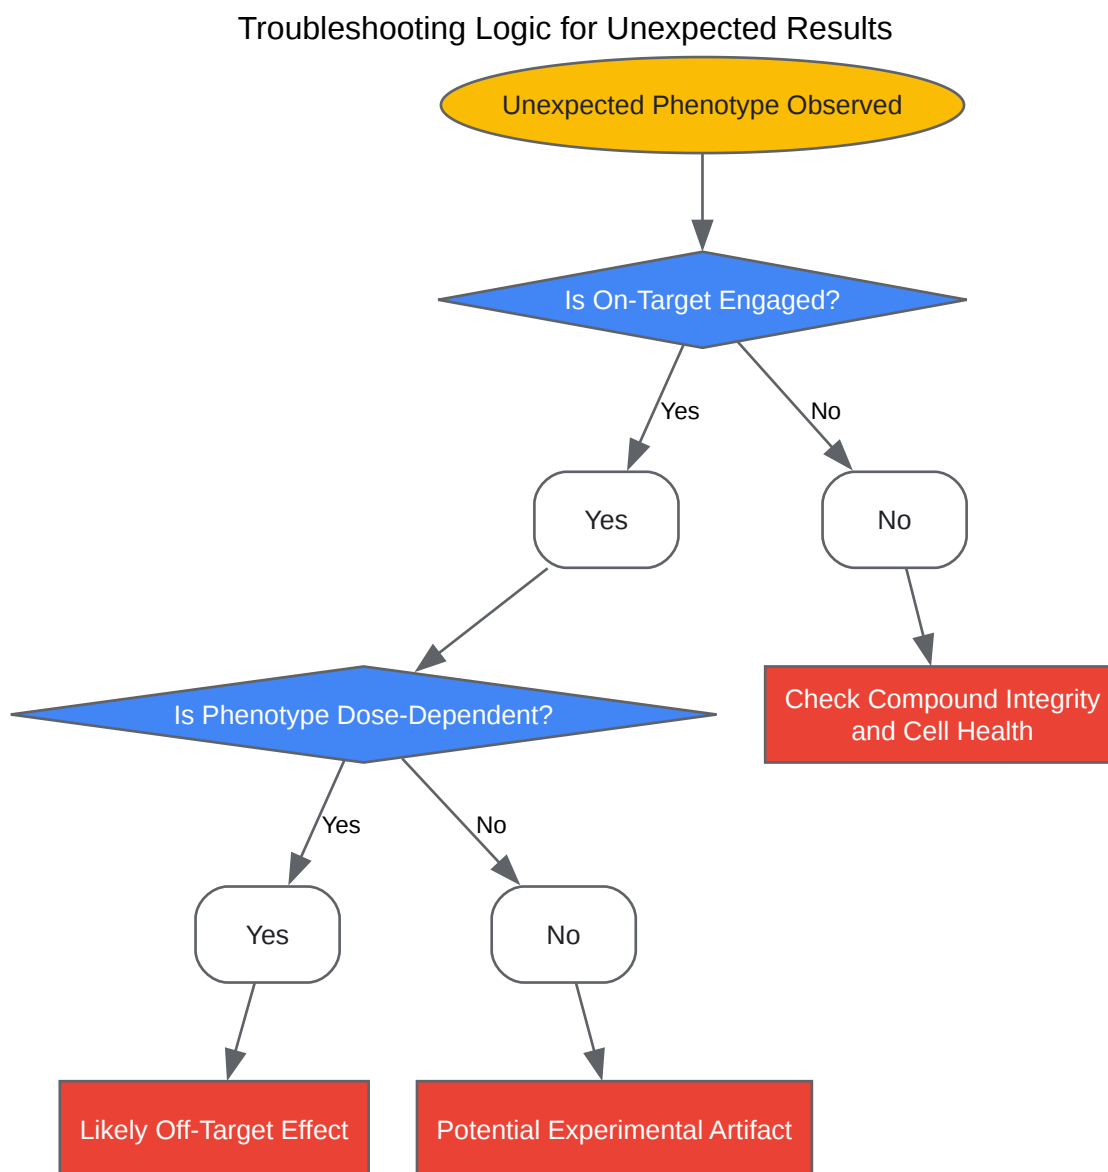 Troubleshooting Logic for Unexpected Results
Unexpected Phenotype Observed
Is On-Target Engaged?
Yes
No
Yes
No
Is Phenotype Dose-Dependent?
Check Compound Integrity
and Cell Health
Yes
No
Yes
No
Likely Off-Target Effect
Potential Experimental Artifact